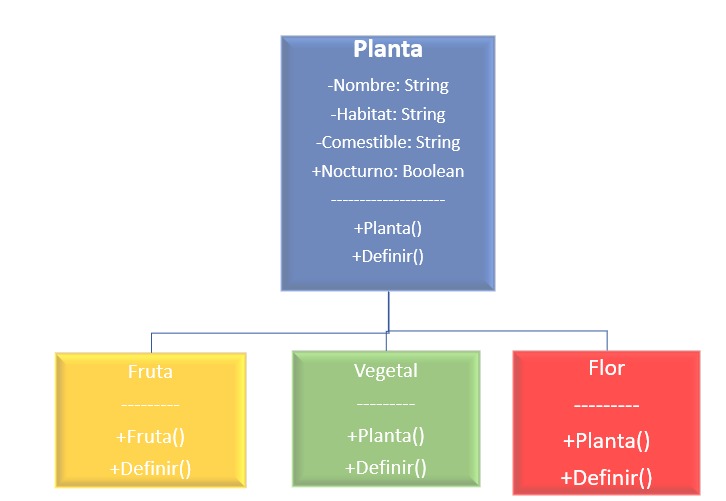 Planta
-Nombre: String
-Habitat: String
-Comestible: String
+Nocturno: Boolean
--------------------
+Planta()
+Definir()
Fruta
---------
+Fruta()
+Definir()
Vegetal
---------
+Planta()
+Definir()
Flor
---------
+Planta()
+Definir()